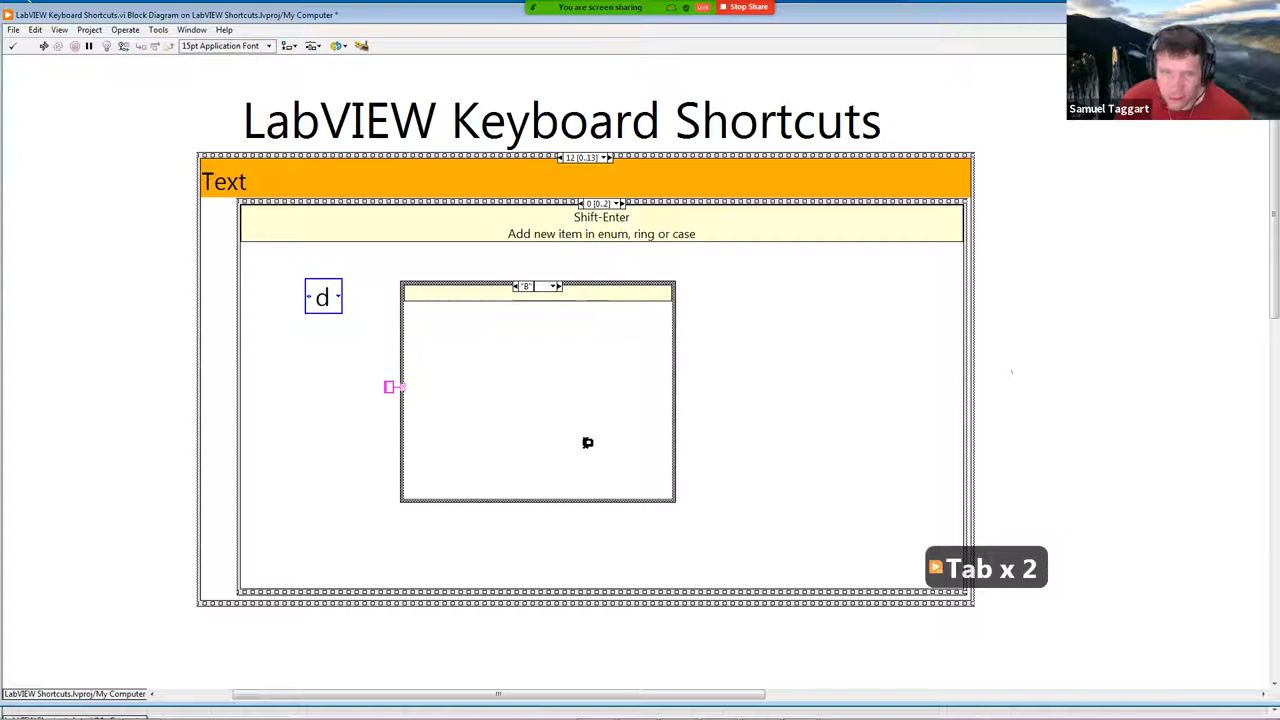 LabVIEW Keyboard Shortcuts.vi Block Diagram on LabVIEW Shortcuts.lvproj/My Computer *
You are screen sharing
LIVE
Stop Share
File Edit View Project Operate Tools Window Help
15pt Application Font
Samuel Taggart
LabVIEW Keyboard Shortcuts
12 [0..13]
Text
0 [0..2]
Shift-Enter
Add new item in enum, ring or case
d
"B"
Tab x 2
LabVIEW Shortcuts.lvproj/My Computer